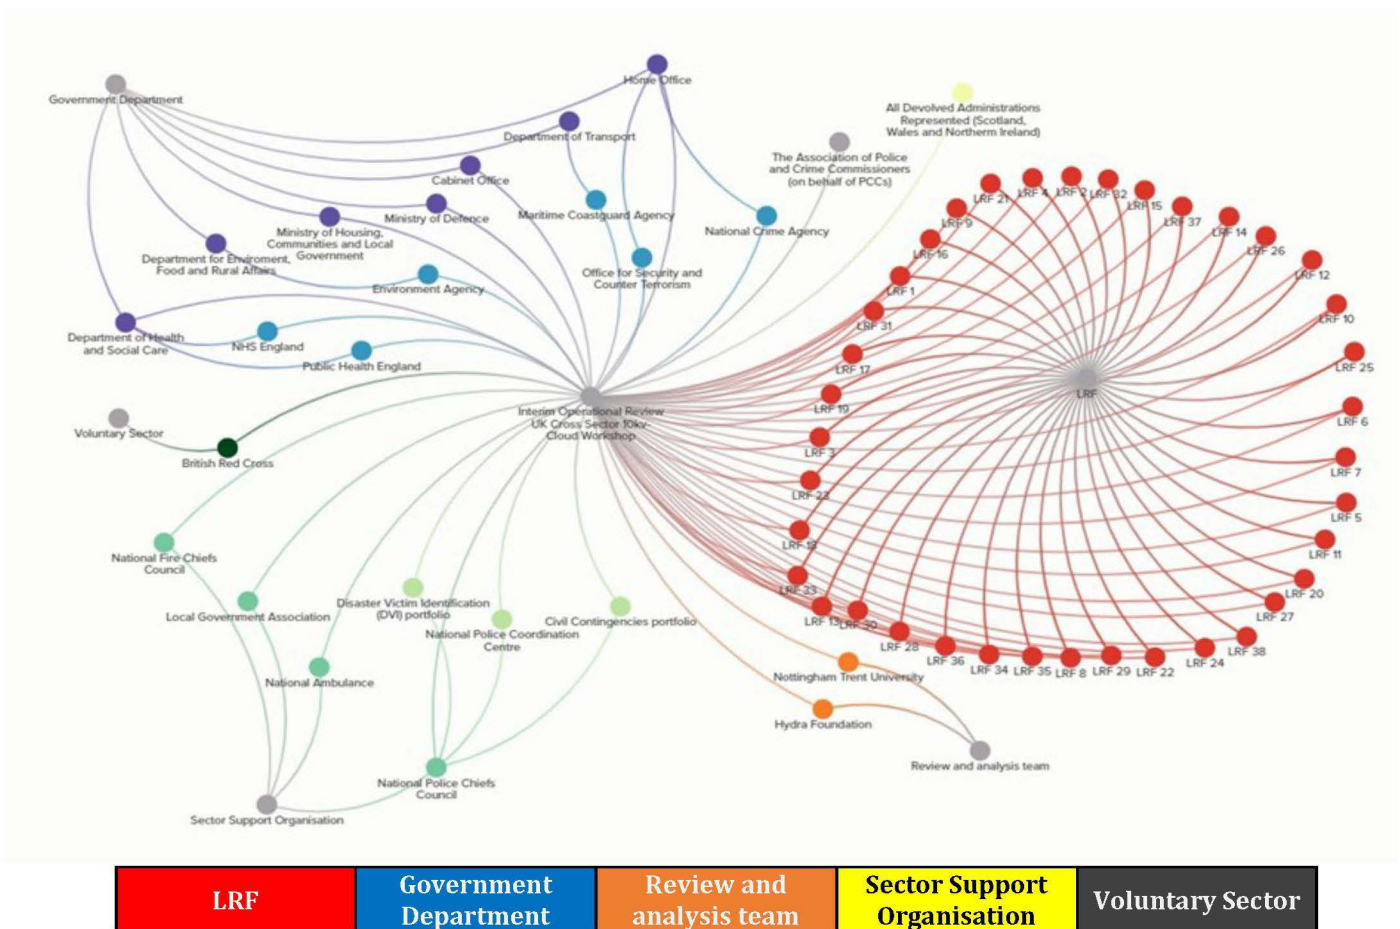 Home Office
Government Department
All Devolved Administrations
Represented (Scotland,
Wales and Northern Ireland)
Department of Transport
The Association of Police
and Crime Commissioners
(on behalf of PCCs)
Cabinet Office
Ministry of Defence
Maritime Coastguard Agency
National Crime Agency
Ministry of Housing,
Communities and Local
Government
Department for Enviroment,
Food and Rural Affairs
Environment Agency
Office for Security and
Counter Terrorism
Department of Health
and Social Care
NHS England
Public Health England
Interim Operational Review
UK Cross Sector 10kv-
Cloud Workshop
Voluntary Sector
British Red Cross
National Fire Chiefs
Council
Local Government Association
Disaster Victim Identification
(DVI) portfolio
National Police Coordination
Centre
Civil Contingencies portfolio
National Ambulance
National Police Chiefs
Council
Sector Support Organisation
LRF 21
LRF 4
LRF 2
LRF 32
LRF 15
LRF 37
LRF 14
LRF 26
LRF 12
LRF 10
LRF 25
LRF 6
LRF 7
LRF 5
LRF 11
LRF 20
LRF 27
LRF 38
LRF 24
LRF 22
LRF 29
LRF 8
LRF 35
LRF 34
LRF 36
LRF 28
LRF 30
LRF 13
LRF 33
LRF 18
LRF 23
LRF 3
LRF 19
LRF 17
LRF 31
LRF 1
LRF 16
LRF 9
LRF
Nottingham Trent University
Hydra Foundation
Review and analysis team
LRF
Government
Department
Review and
analysis team
Sector Support
Organisation
Voluntary Sector